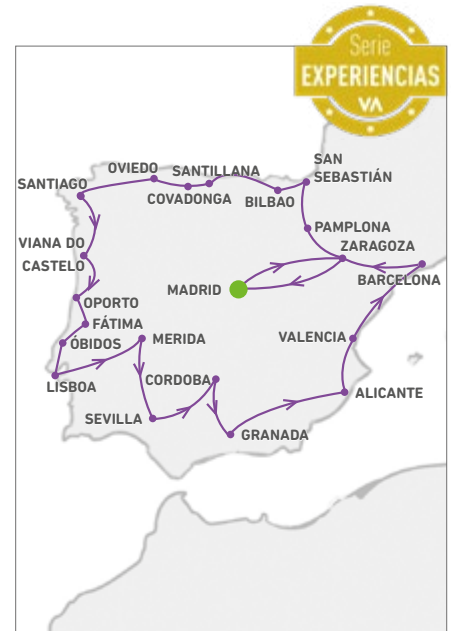 Serie
EXPERIENCIAS
VA
SAN
SEBASTIÁN
OVIEDO
SANTILLANA
SANTIAGO
COVADONGA
BILBAO
PAMPLONA
VIANA DO
CASTELO
ZARAGOZA
BARCELONA
MADRID
OPORTO
FÁTIMA
ÓBIDOS
MERIDA
VALENCIA
LISBOA
CORDOBA
ALICANTE
SEVILLA
GRANADA